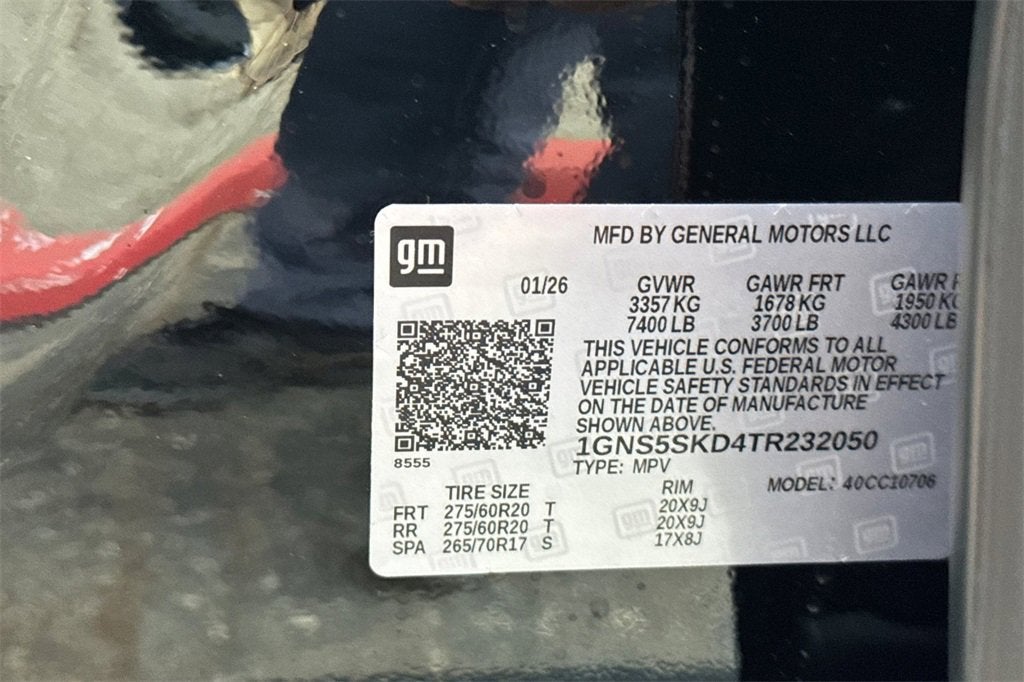 gm
MFD BY GENERAL MOTORS LLC
01/26 GVWR GAWR FRT GAWR
3357 KG 1678 KG 1950 KG
7400 LB 3700 LB 4300 LB
THIS VEHICLE CONFORMS TO ALL
APPLICABLE U.S. FEDERAL MOTOR
VEHICLE SAFETY STANDARDS IN EFFECT
ON THE DATE OF MANUFACTURE
SHOWN ABOVE.
1GNS5SKD4TR232050
8555
TYPE: MPV
MODEL: 40CC10706
TIRE SIZE RIM
FRT 275/60R20 T 20X9J
RR 275/60R20 T 20X9J
SPA 265/70R17 S 17X8J